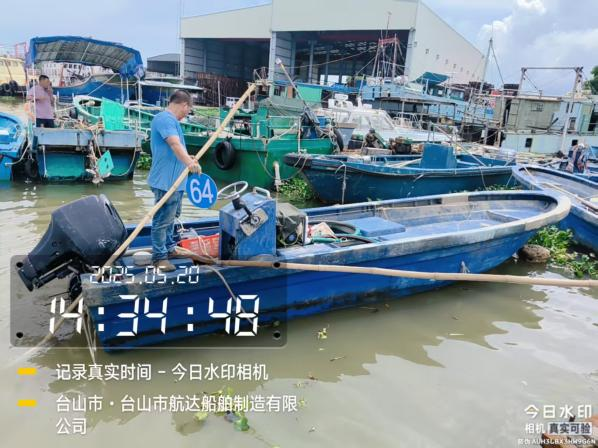 64
2025.05.20
14:34:48
记录真实时间 - 今日水印相机
台山市·台山市航达船舶制造有限
公司
今日水印
相机 真实可验